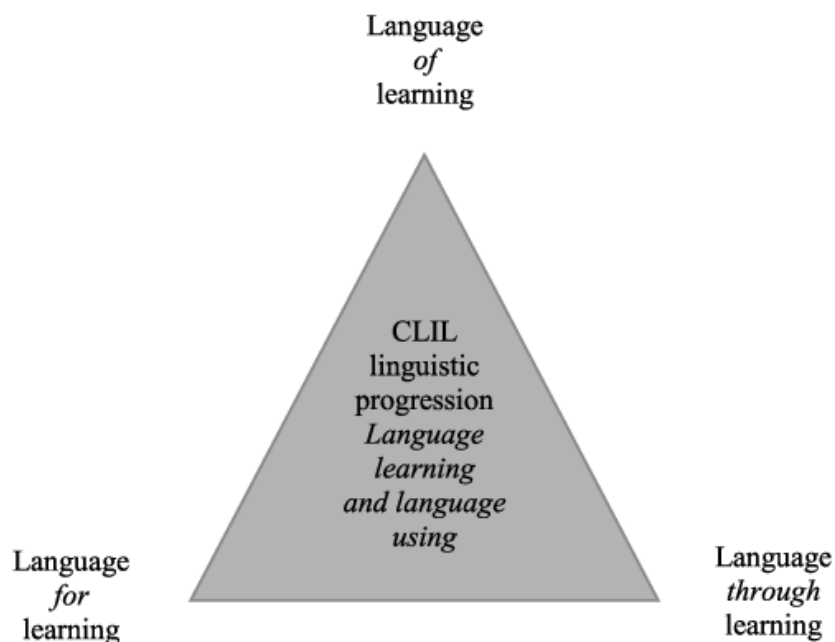 Language
of
learning
CLIL
linguistic
progression
Language
learning
and language
using
Language
for
learning
Language
through
learning